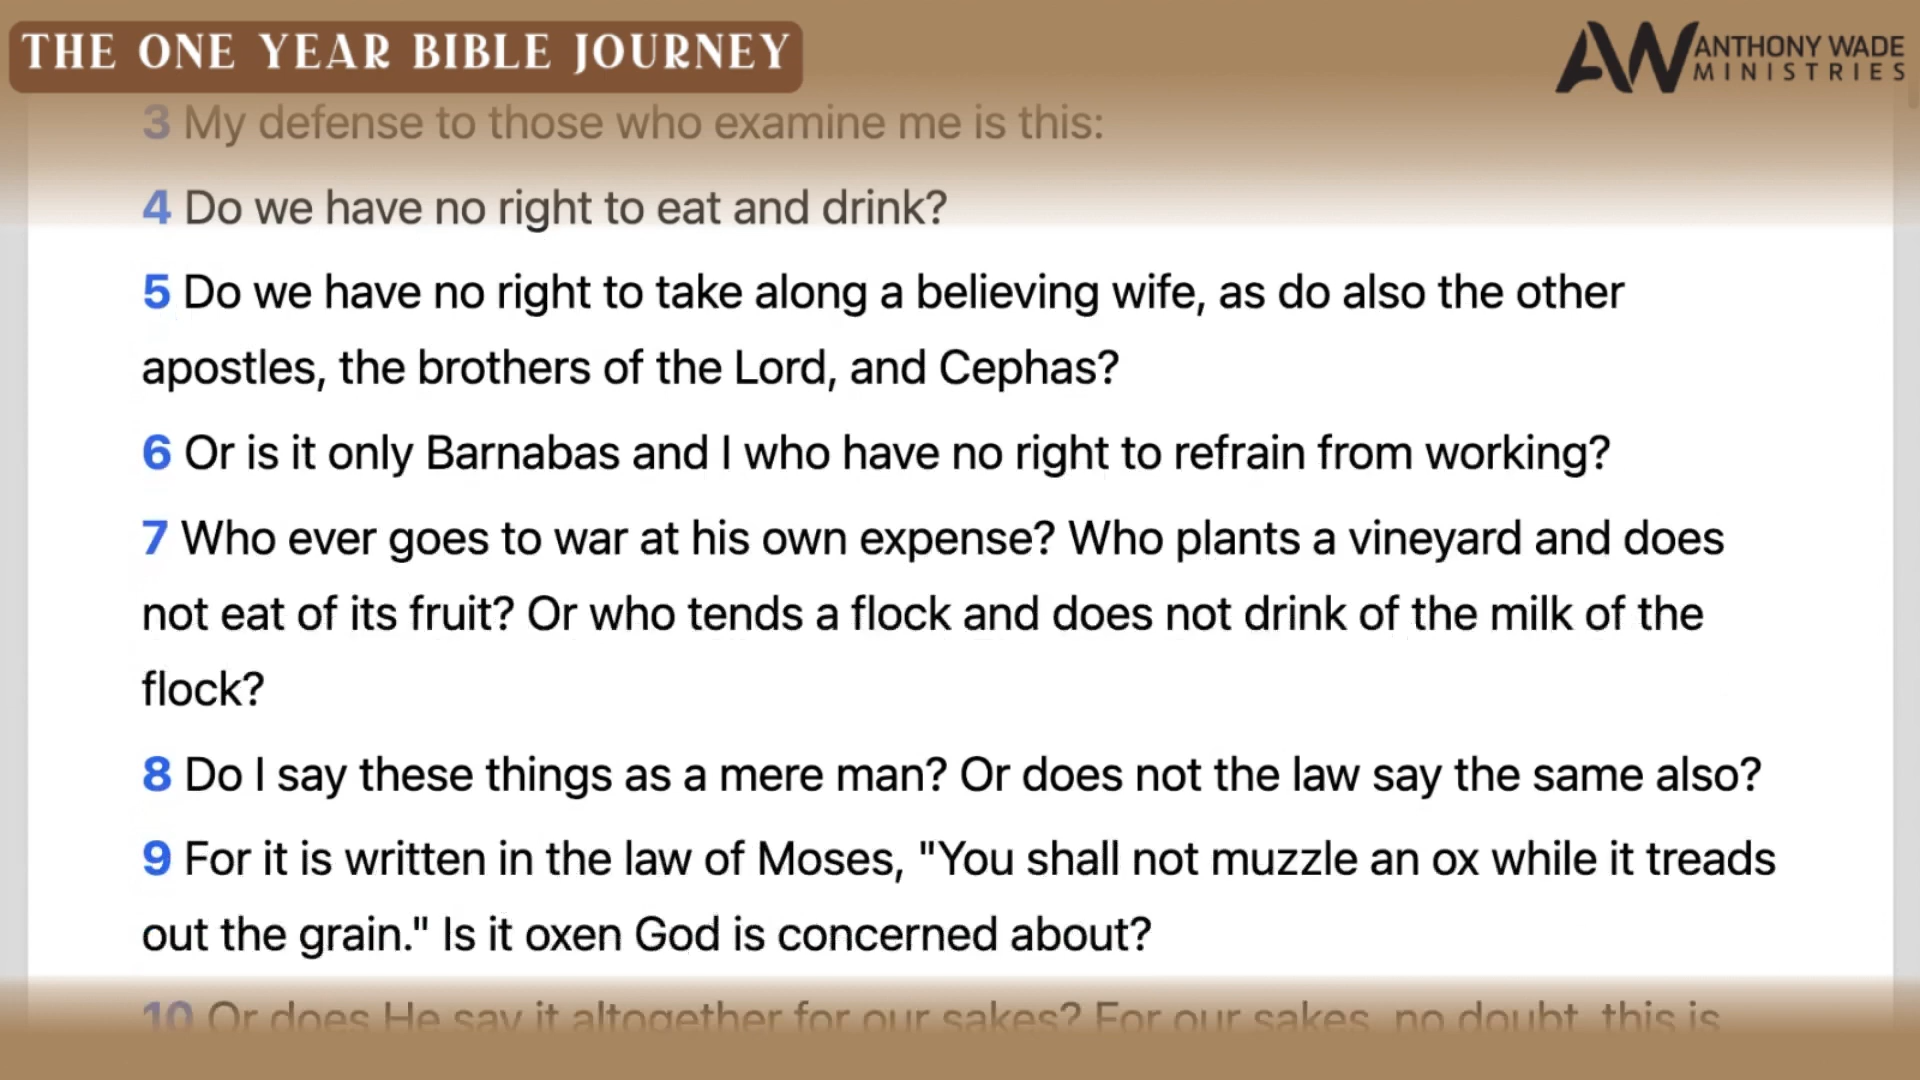 THE ONE YEAR BIBLE JOURNEY
ANTHONY WADE
MINISTRIES
3 My defense to those who examine me is this:
4 Do we have no right to eat and drink?
5 Do we have no right to take along a believing wife, as do also the other
apostles, the brothers of the Lord, and Cephas?
6 Or is it only Barnabas and I who have no right to refrain from working?
7 Who ever goes to war at his own expense? Who plants a vineyard and does
not eat of its fruit? Or who tends a flock and does not drink of the milk of the
flock?
8 Do I say these things as a mere man? Or does not the law say the same also?
9 For it is written in the law of Moses, "You shall not muzzle an ox while it treads
out the grain." Is it oxen God is concerned about?
10 Or does He say it altogether for our sakes? For our sakes, no doubt, this is